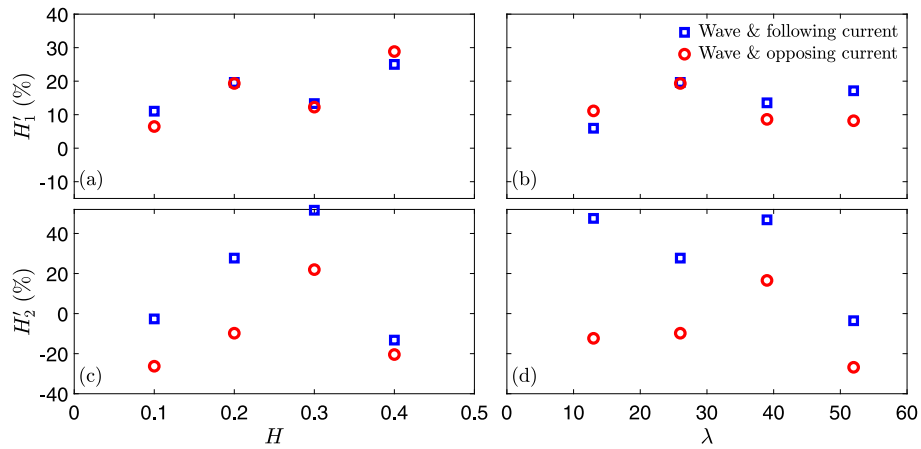 40
30
20
10
0
-10
H′₁ (%)
(a)
Wave & following current
Wave & opposing current
(b)
40
20
0
-20
-40
H′₂ (%)
(c)
(d)
0 0.1 0.2 0.3 0.4 0.5
0 10 20 30 40 50 60
H
λ